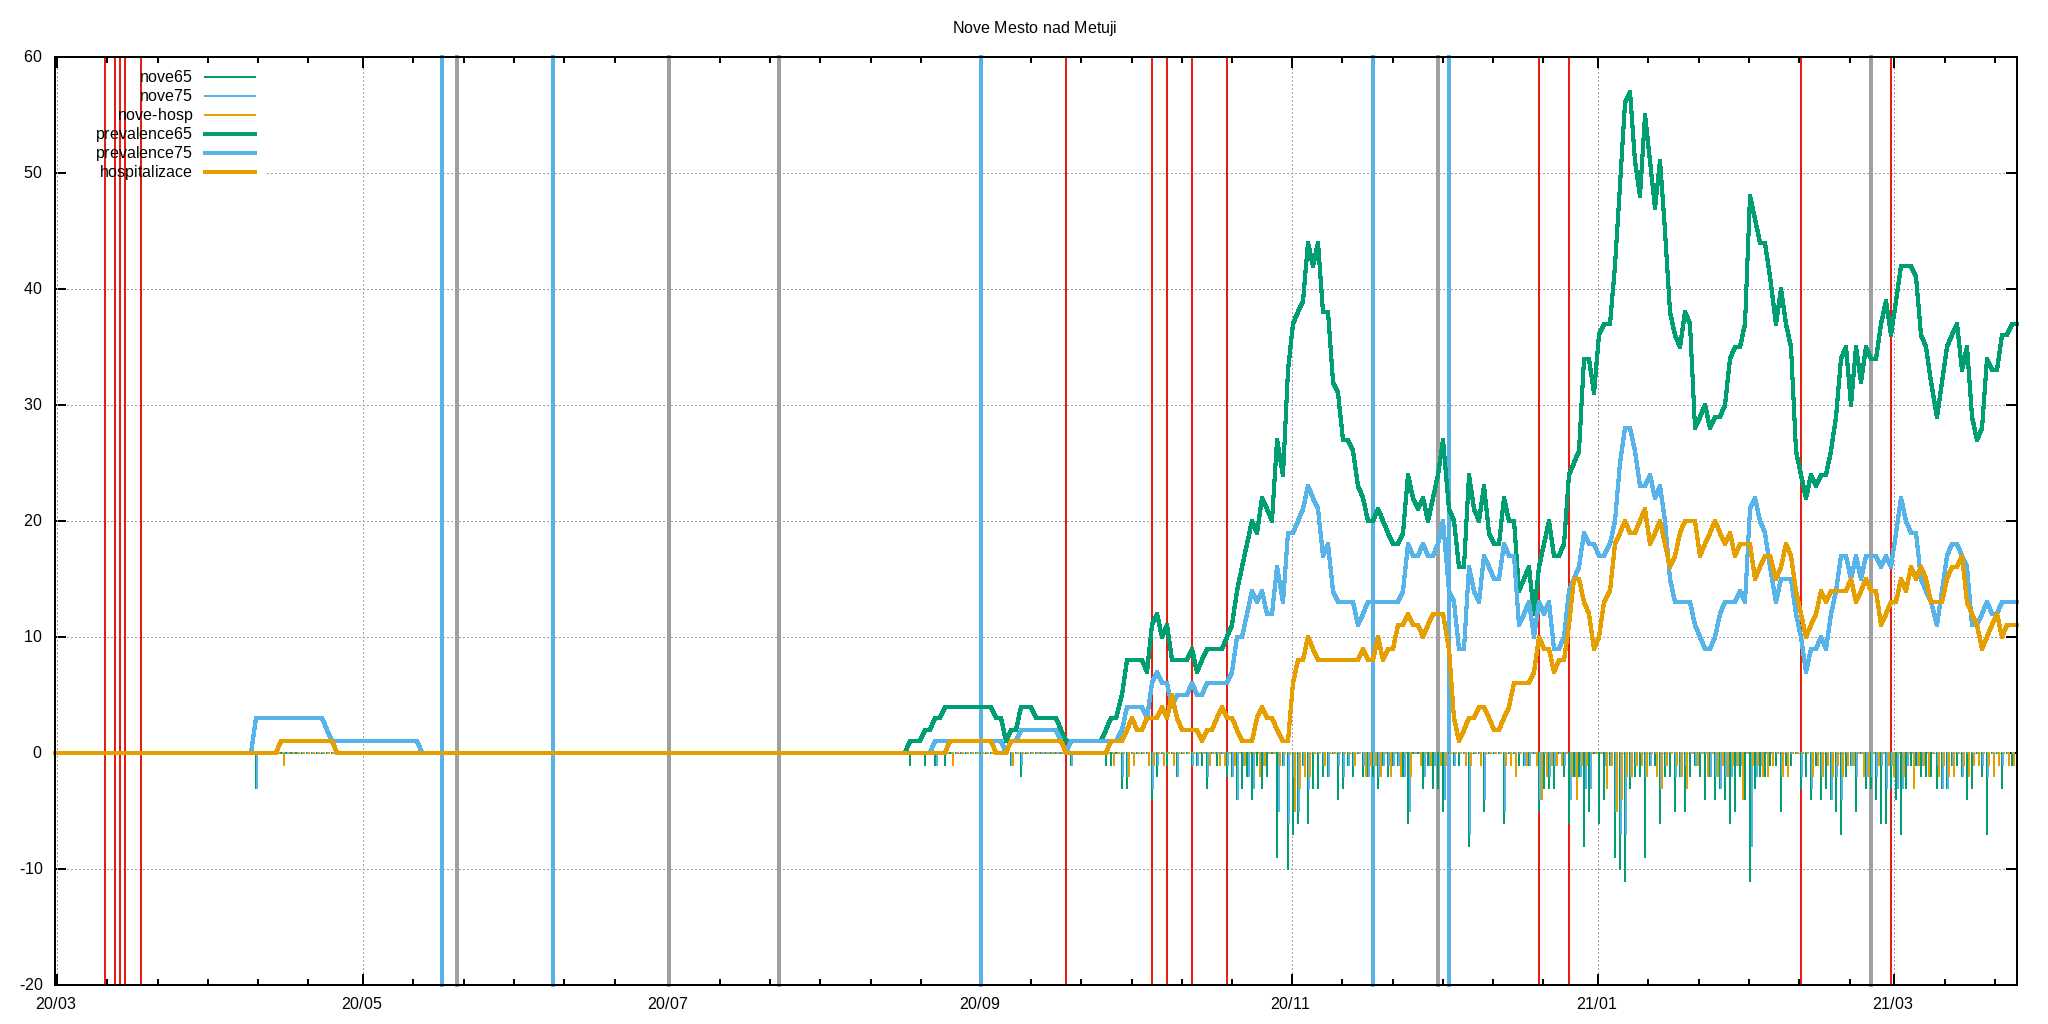 Nove Mesto nad Metuji
60
nove65
nove75
nove-hosp
prevalence65
prevalence75
hospitalizace
50
40
30
20
10
0
-10
-20
20/03 20/05 20/07 20/09 20/11 21/01 21/03